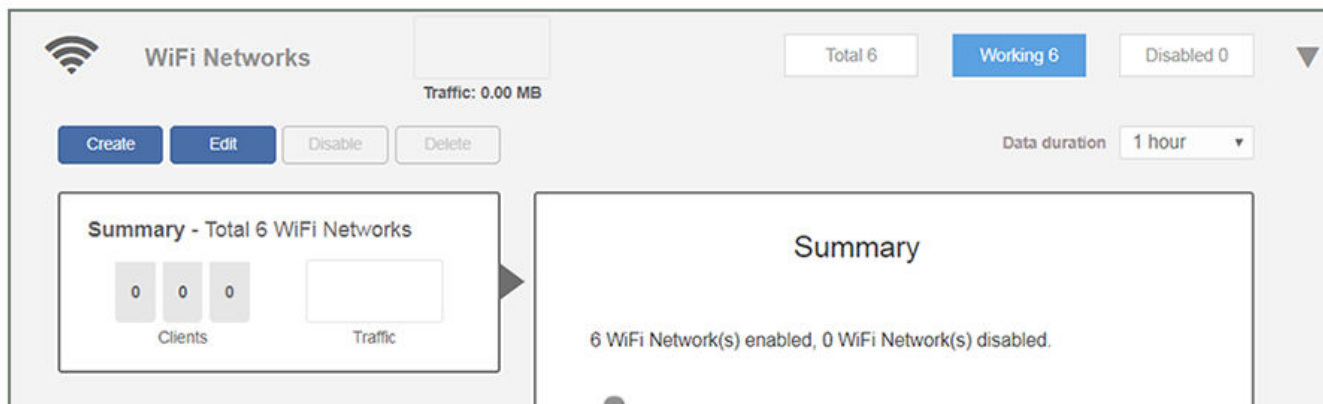 WiFi Networks
Total 6
Working 6
Disabled 0
Traffic: 0.00 MB
Create
Edit
Disable
Delete
Data duration
1 hour
Summary - Total 6 WiFi Networks
0 0 0
Clients
Traffic
Summary
6 WiFi Network(s) enabled, 0 WiFi Network(s) disabled.